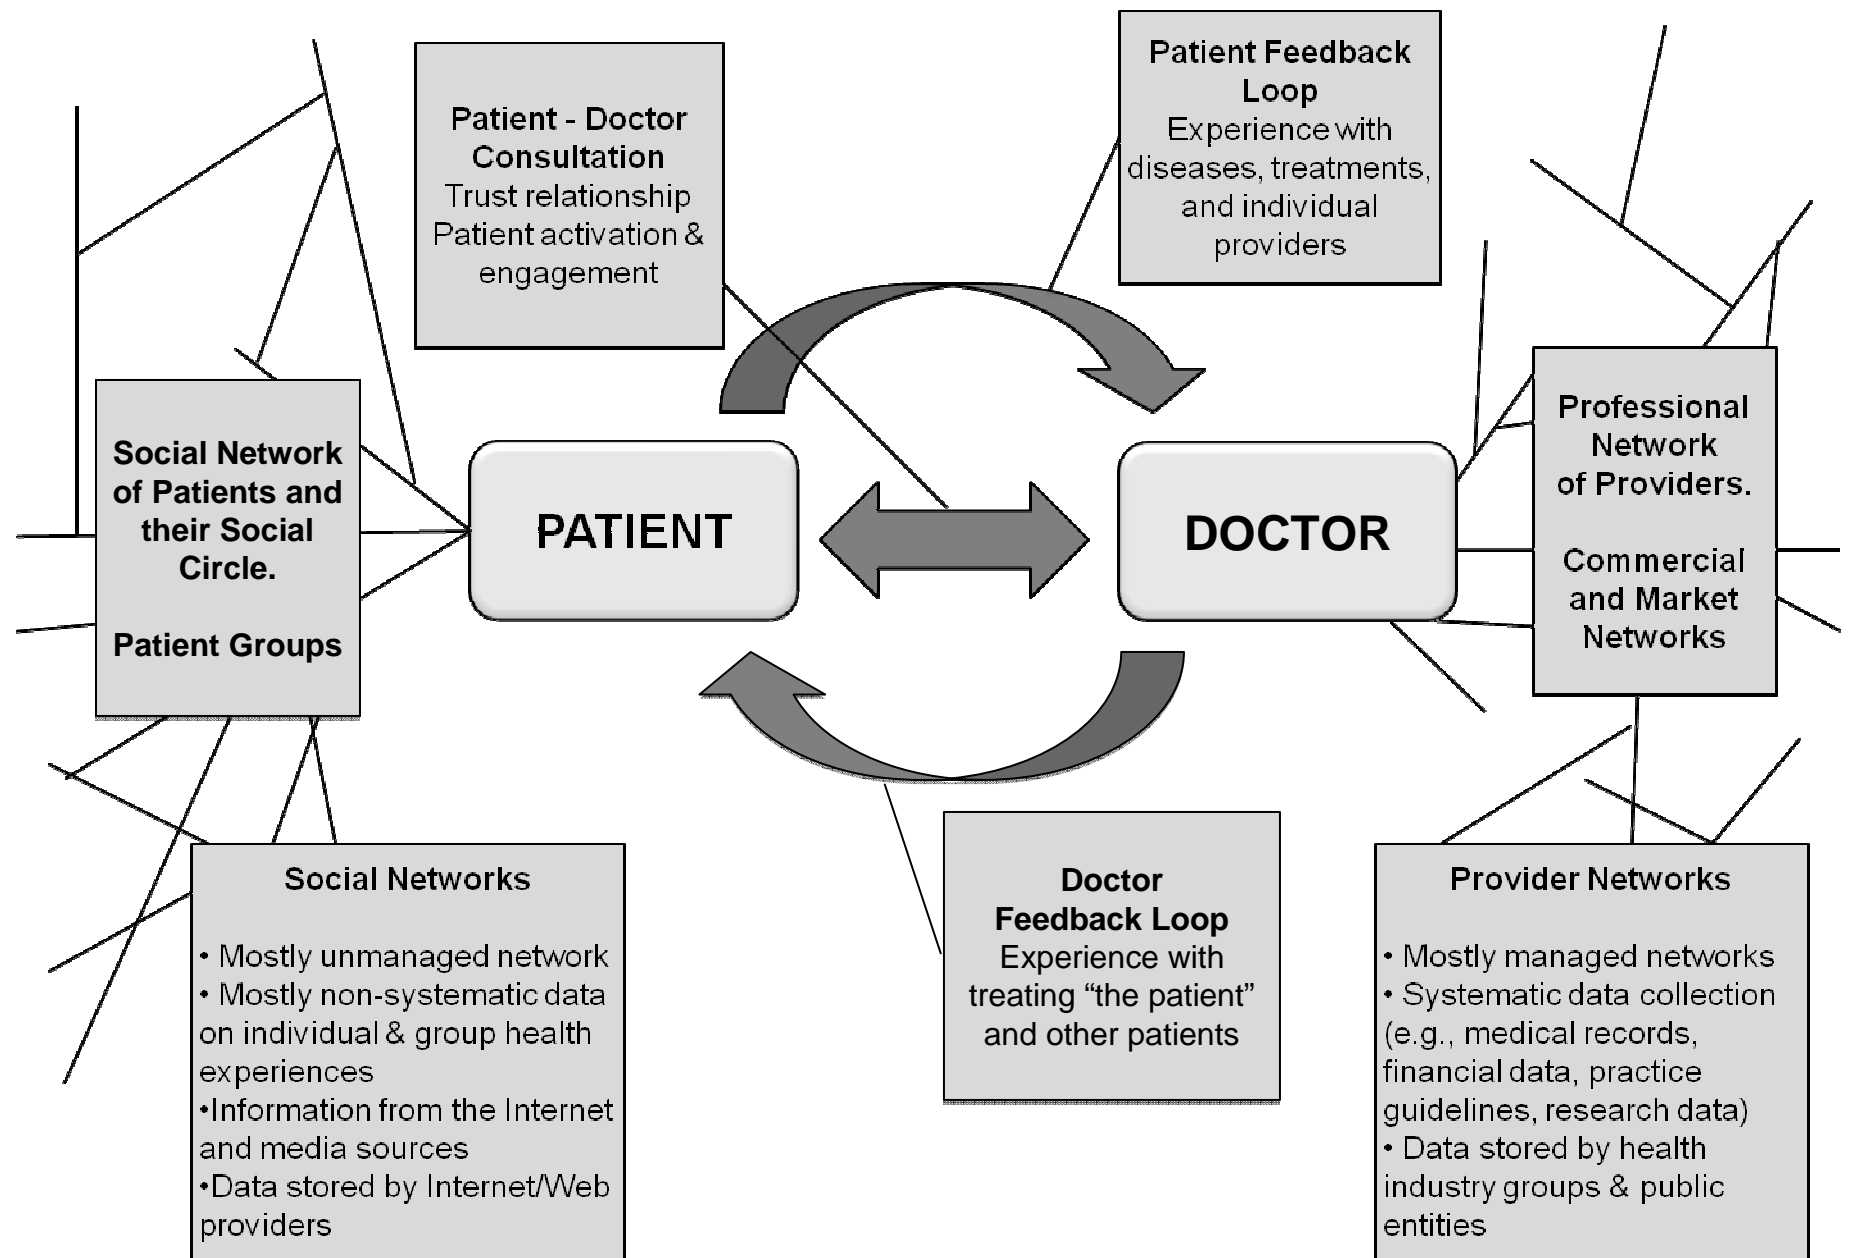 Patient - Doctor
Consultation
Trust relationship
Patient activation &
engagement
Patient Feedback
Loop
Experience with
diseases, treatments,
and individual
providers
Social Network
of Patients and
their Social
Circle.
Patient Groups
PATIENT
DOCTOR
Professional
Network
of Providers.
Commercial
and Market
Networks
Social Networks
• Mostly unmanaged network
• Mostly non-systematic data
on individual & group health
experiences
•Information from the Internet
and media sources
•Data stored by Internet/Web
providers
Doctor
Feedback Loop
Experience with
treating “the patient”
and other patients
Provider Networks
• Mostly managed networks
• Systematic data collection
(e.g., medical records,
financial data, practice
guidelines, research data)
• Data stored by health
industry groups & public
entities